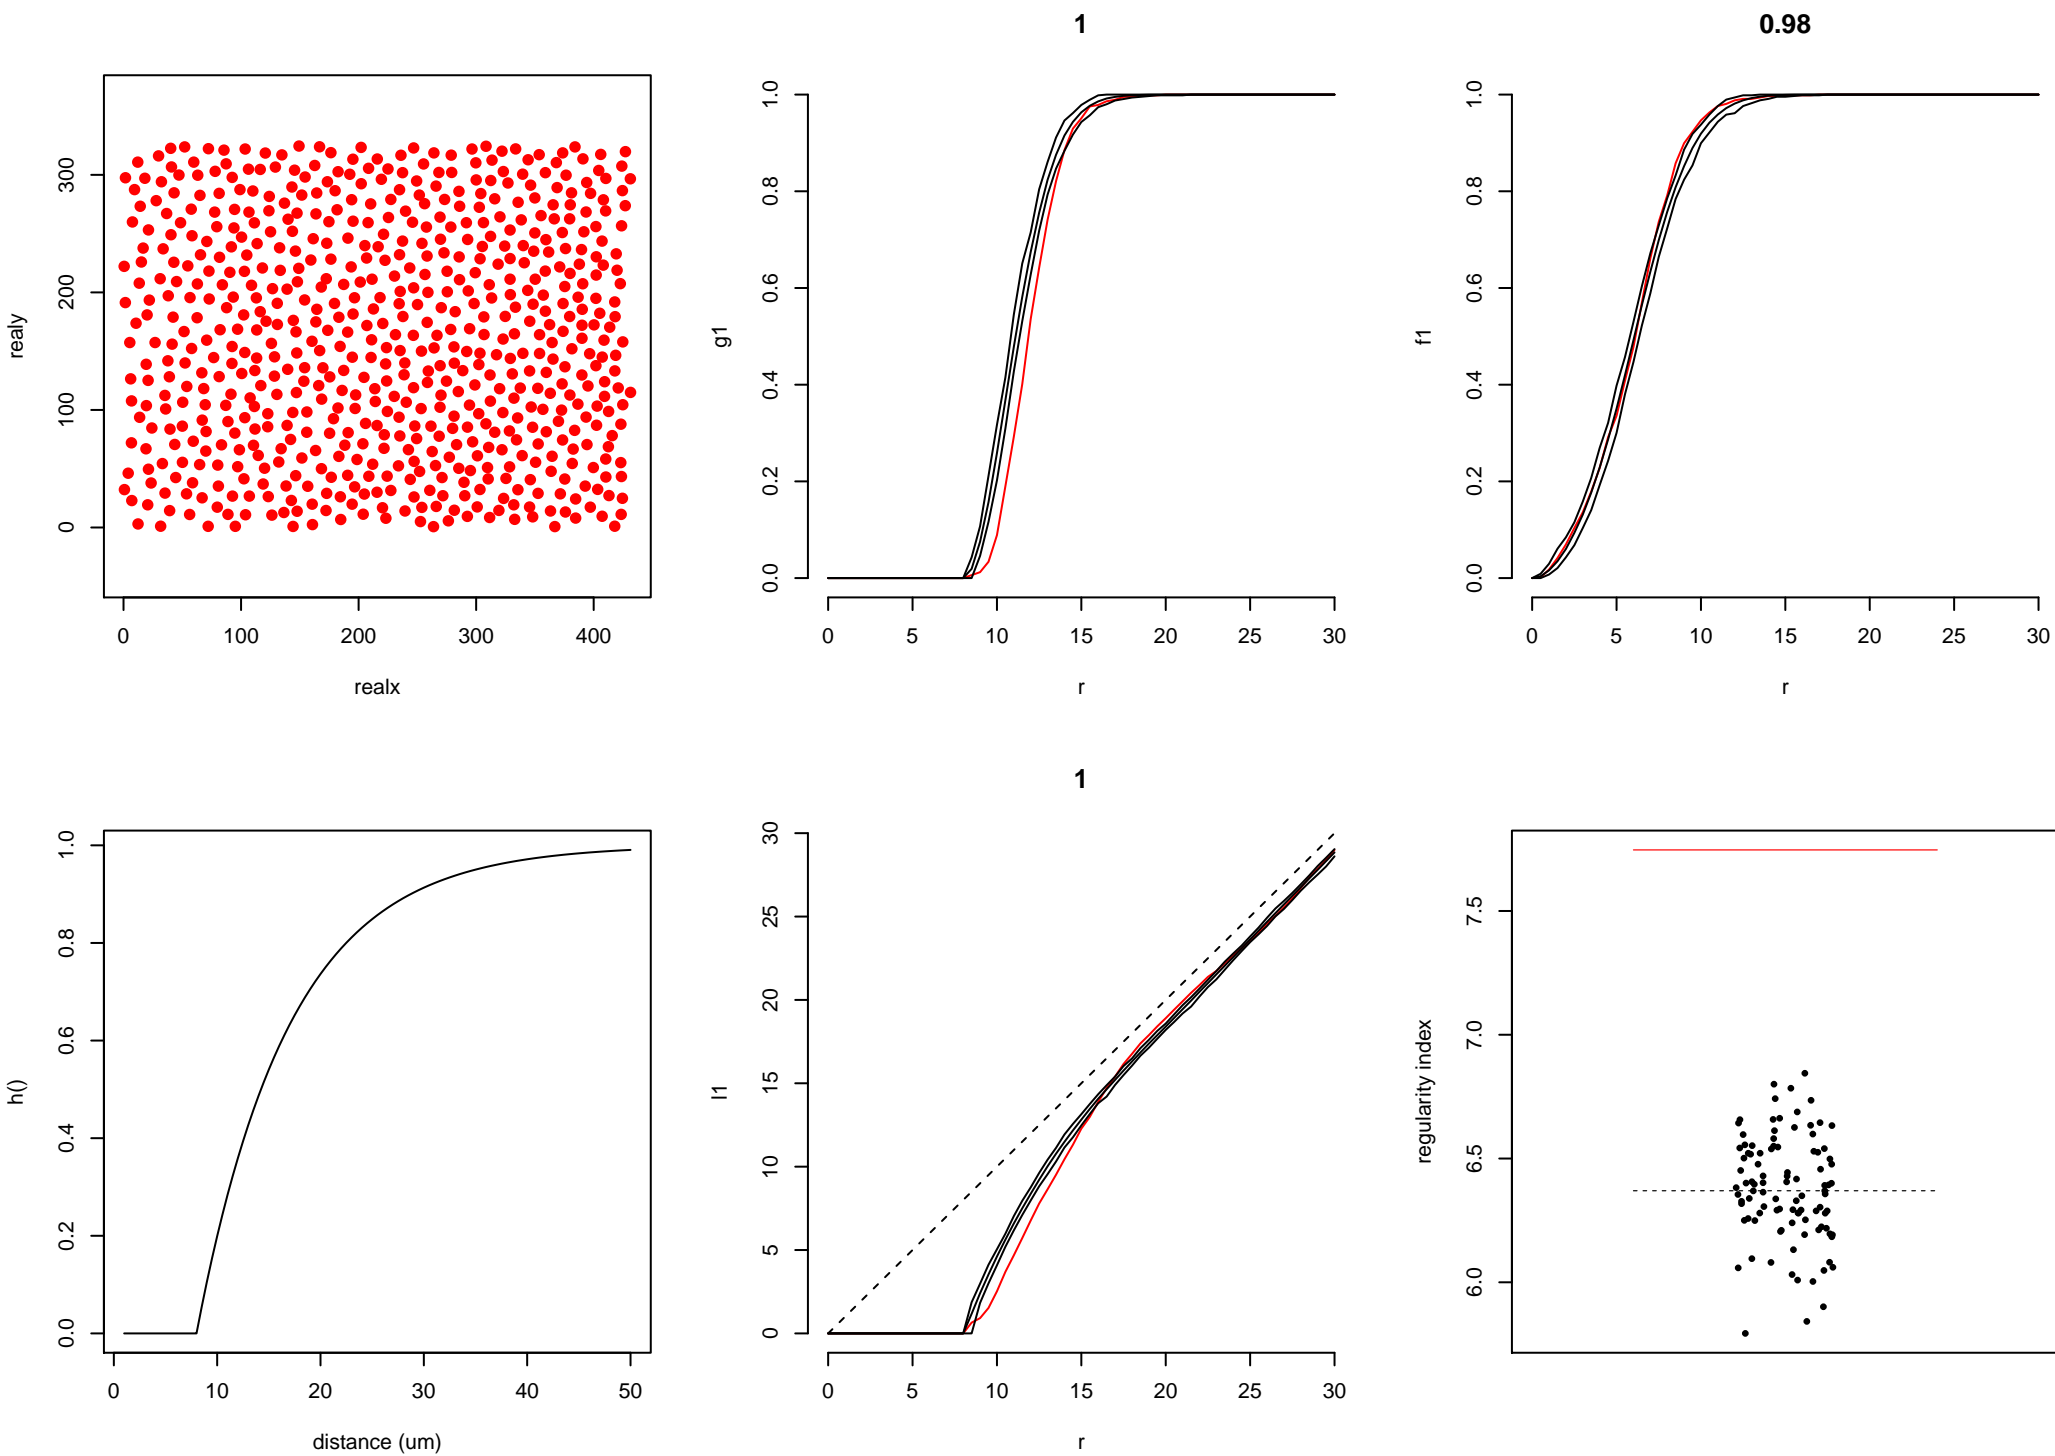 1
0.98
realy
0 100 200 300
0 100 200 300 400
realx
g1
0.0 0.2 0.4 0.6 0.8 1.0
0 5 10 15 20 25 30
r
f1
0.0 0.2 0.4 0.6 0.8 1.0
0 5 10 15 20 25 30
r
1
h()
0.0 0.2 0.4 0.6 0.8 1.0
0 10 20 30 40 50
distance (um)
l1
0 5 10 15 20 25 30
0 5 10 15 20 25 30
r
regularity index
6.0 6.5 7.0 7.5